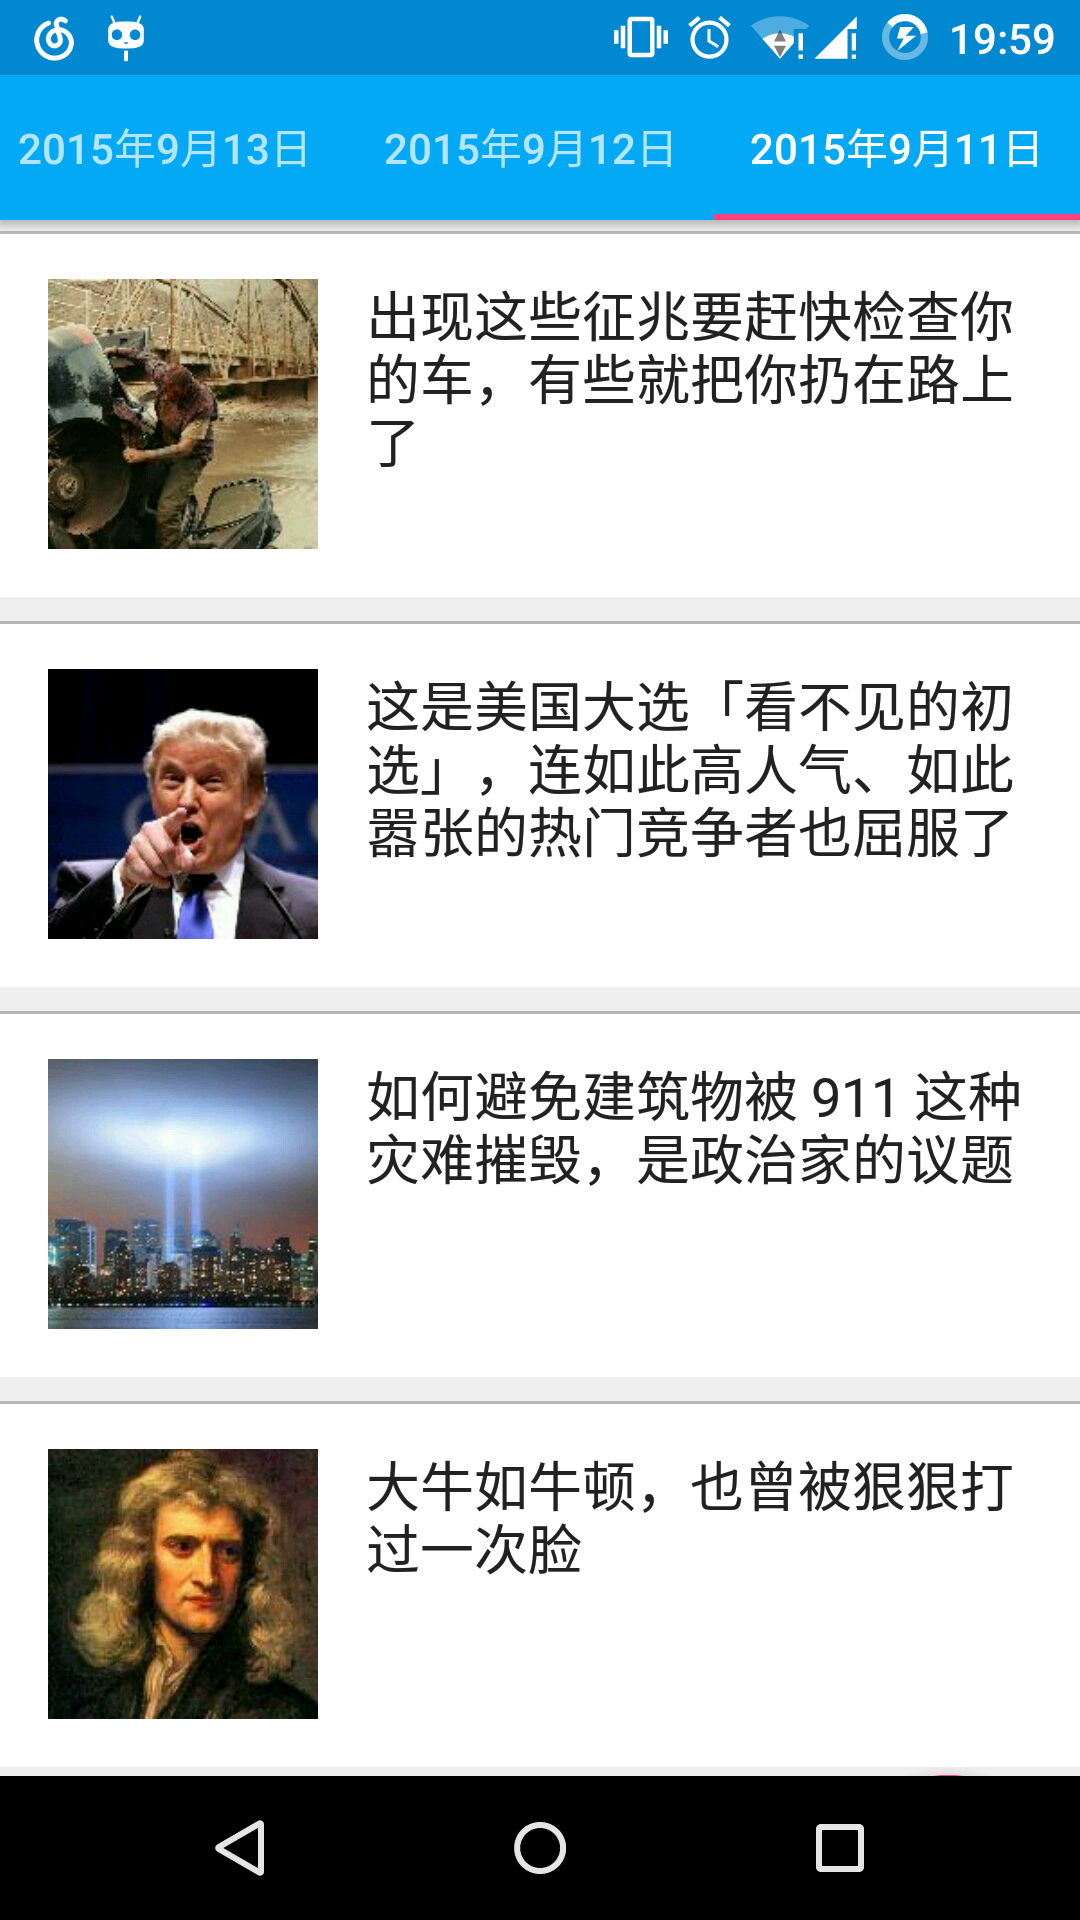 19:59
2015年9月13日 2015年9月12日 2015年9月11日
出现这些征兆要赶快检查你
的车，有些就把你扔在路上
了
这是美国大选「看不见的初
选」，连如此高人气、如此
嚣张的热门竞争者也屈服了
如何避免建筑物被 911 这种
灾难摧毁，是政治家的议题
大牛如牛顿，也曾被狠狠打
过一次脸